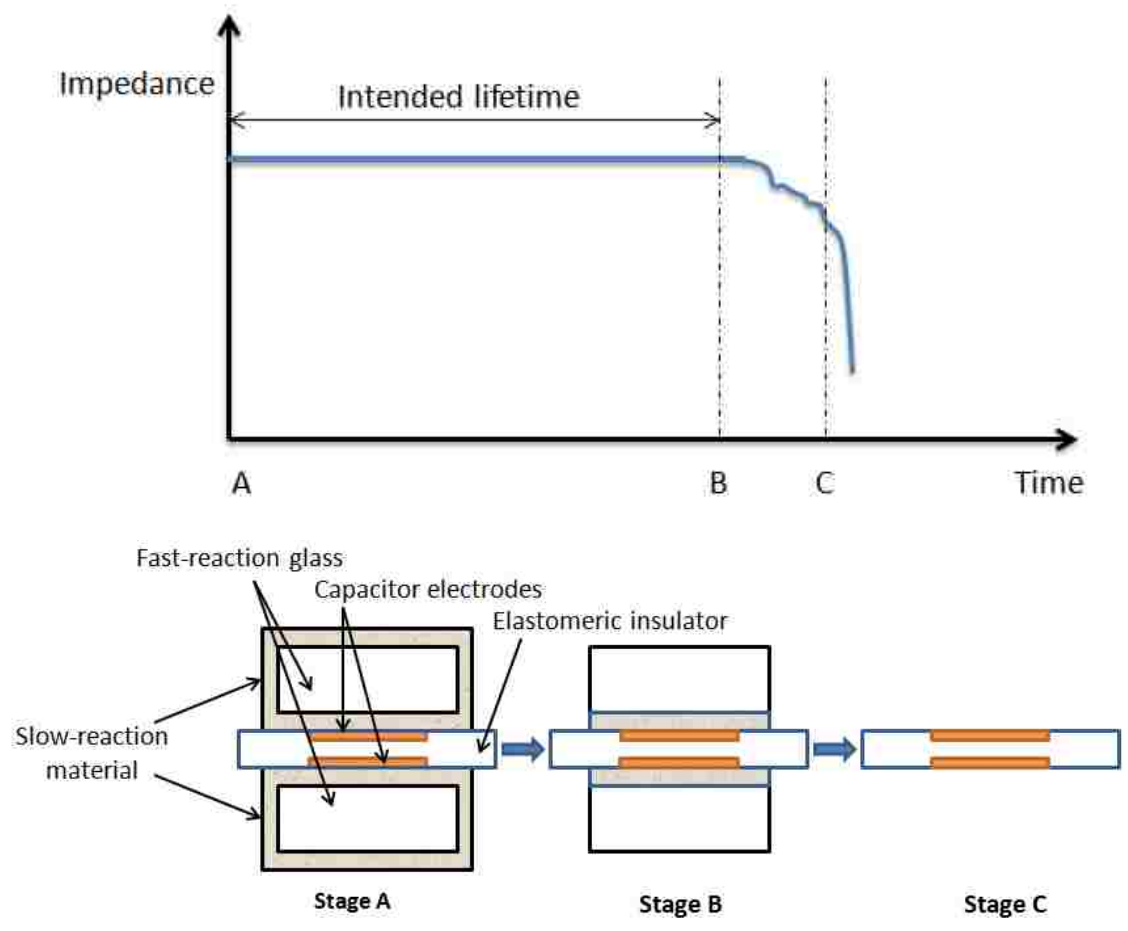 Impedance
Intended lifetime
A
B
C
Time
Fast-reaction glass
Capacitor electrodes
Elastomeric insulator
Slow-reaction
material
Stage A
Stage B
Stage C